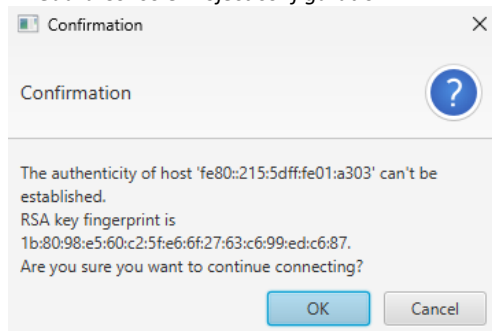 Confirmation
Confirmation
?
The authenticity of host 'fe80::215:5dff:fe01:a303' can't be
established.
RSA key fingerprint is
1b:80:98:e5:60:c2:5f:e6:6f:27:63:c6:99:ed:c6:87.
Are you sure you want to continue connecting?
OK
Cancel